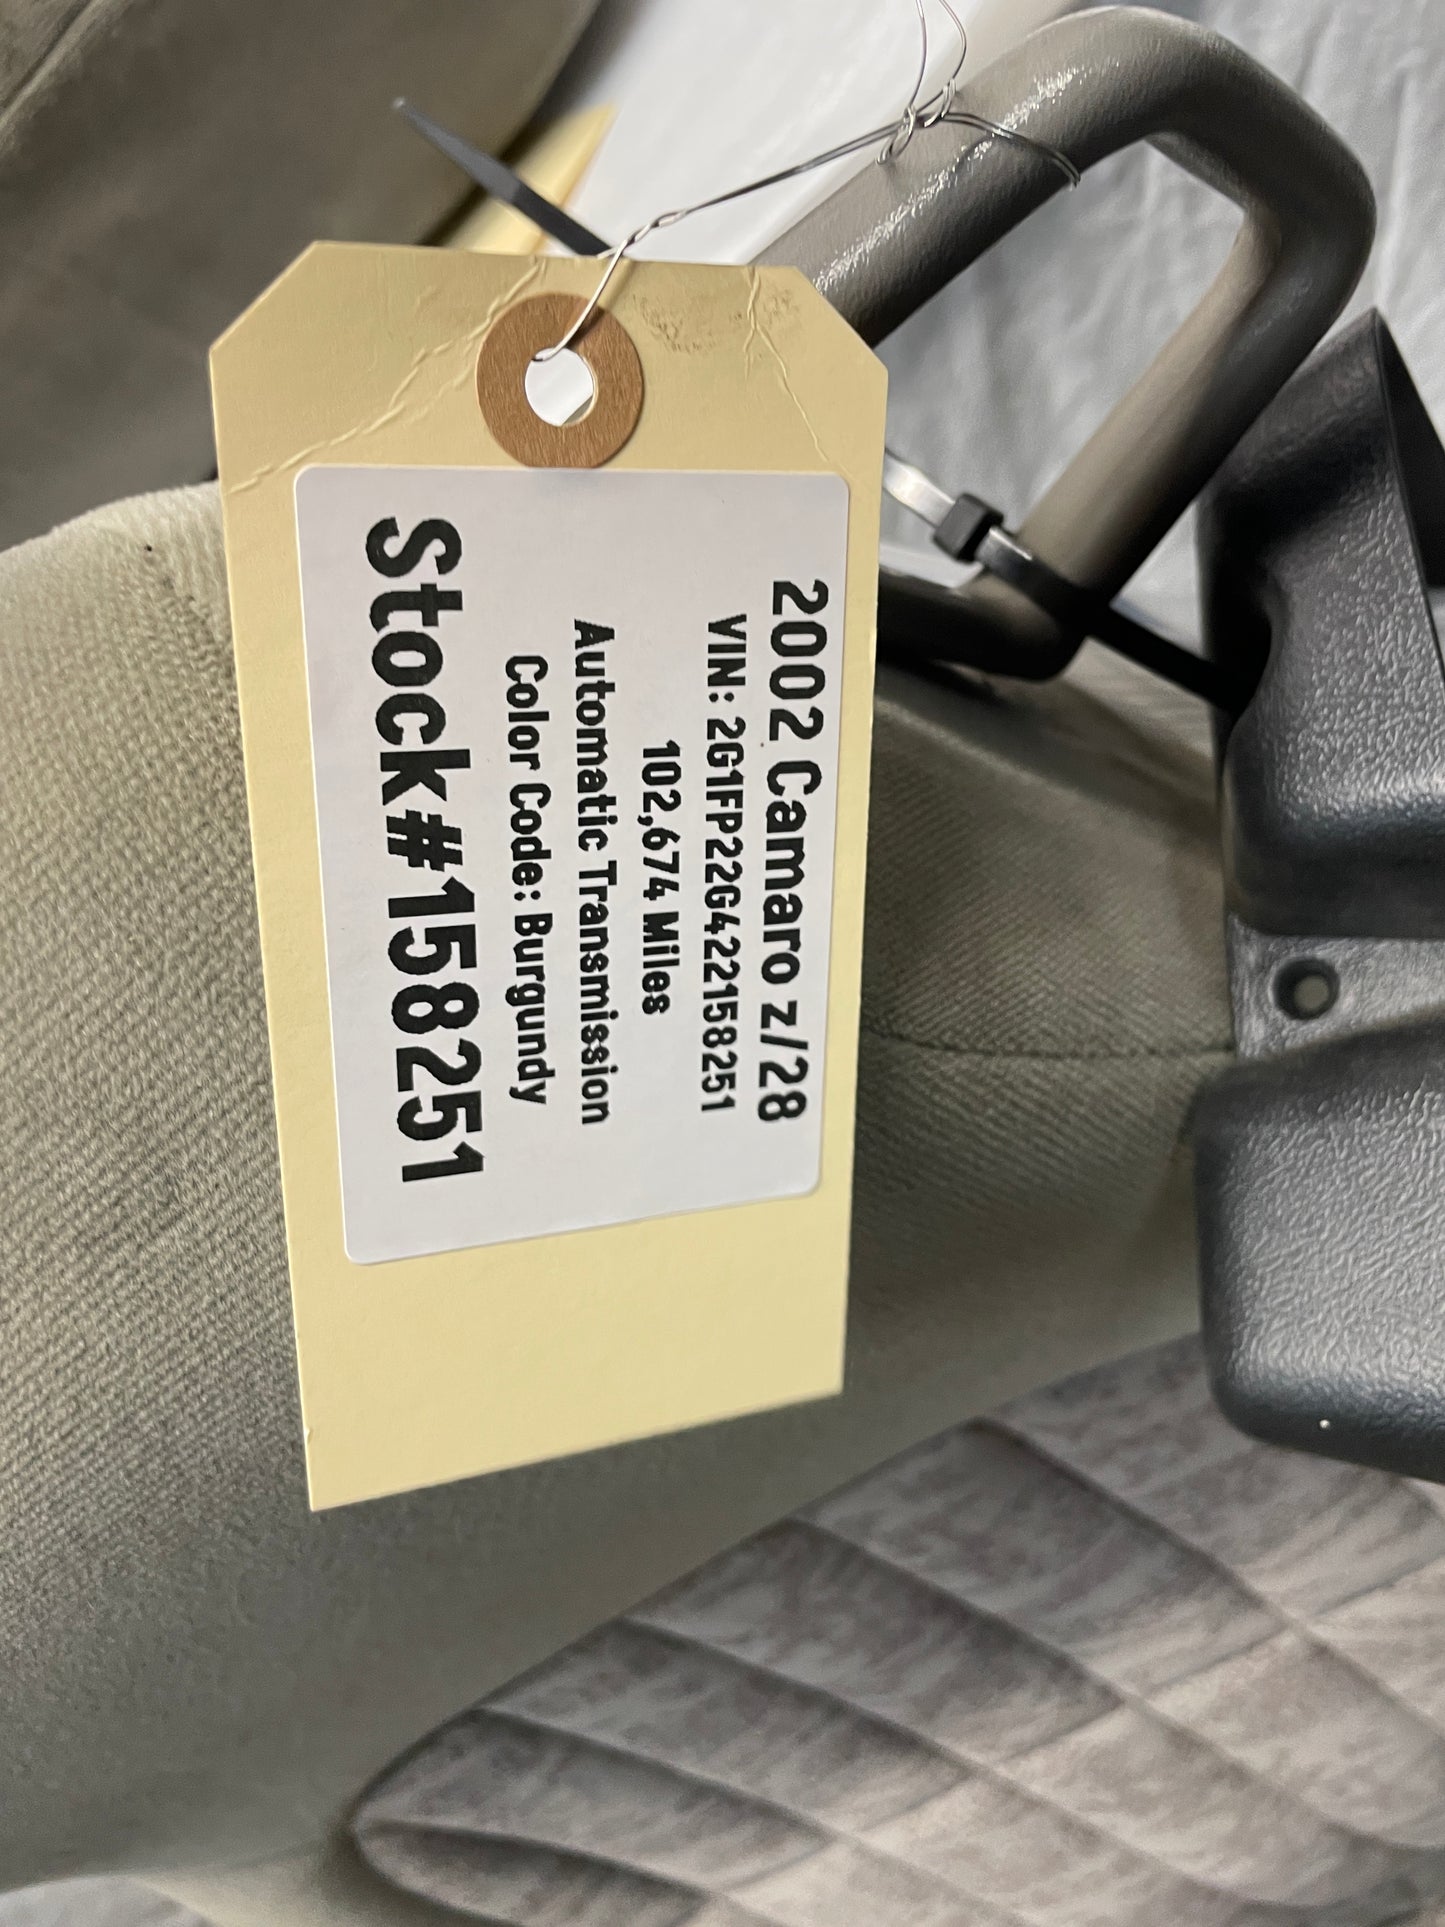 2002 Camaro z/28
VIN: 2G1FP22G422158251
102,674 Miles
Automatic Transmission
Color Code: Burgundy
Stock#158251